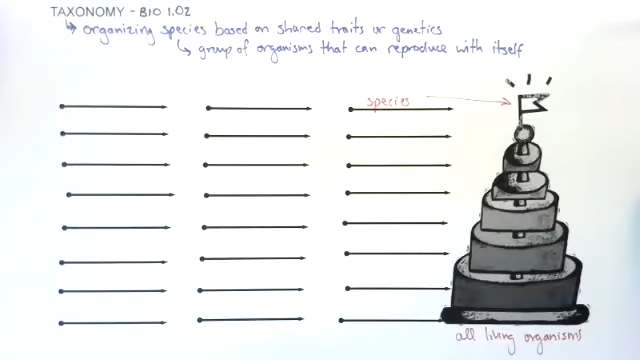 TAXONOMY - BIO 1.02
↳ organizing species based on shared traits or genetics
↳ group of organisms that can reproduce with itself
species
all living organisms